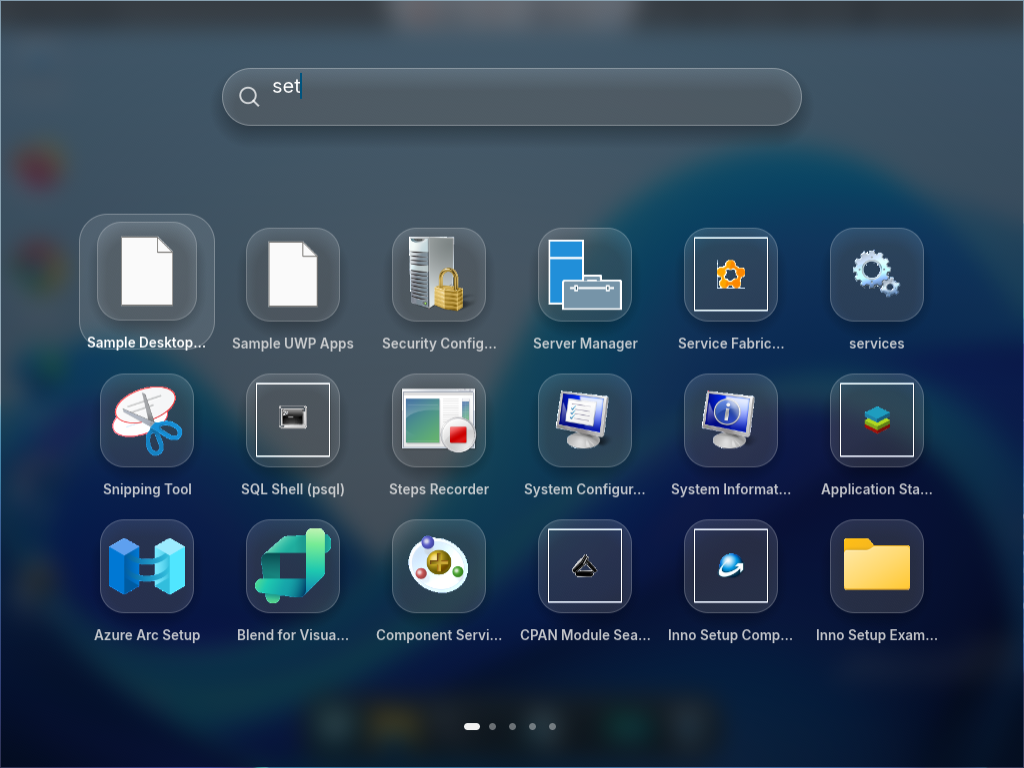 set
Sample Desktop...
Sample UWP Apps
Security Config...
Server Manager
Service Fabric...
services
Snipping Tool
SQL Shell (psql)
Steps Recorder
System Configur...
System Informat...
Application Sta...
Azure Arc Setup
Blend for Visua...
Component Servi...
CPAN Module Sea...
Inno Setup Comp...
Inno Setup Exam...